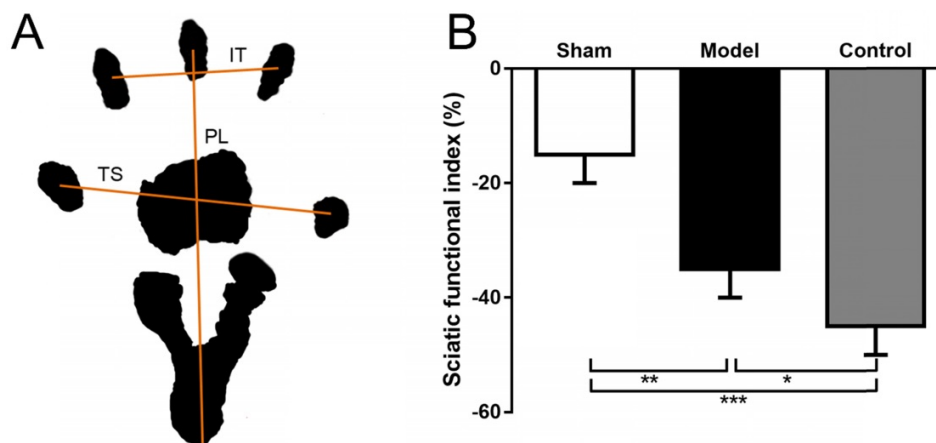 A
IT
PL
TS
B
Sham
Model
Control
Sciatic functional index (%)
0
-20
-40
-60
**
*
***